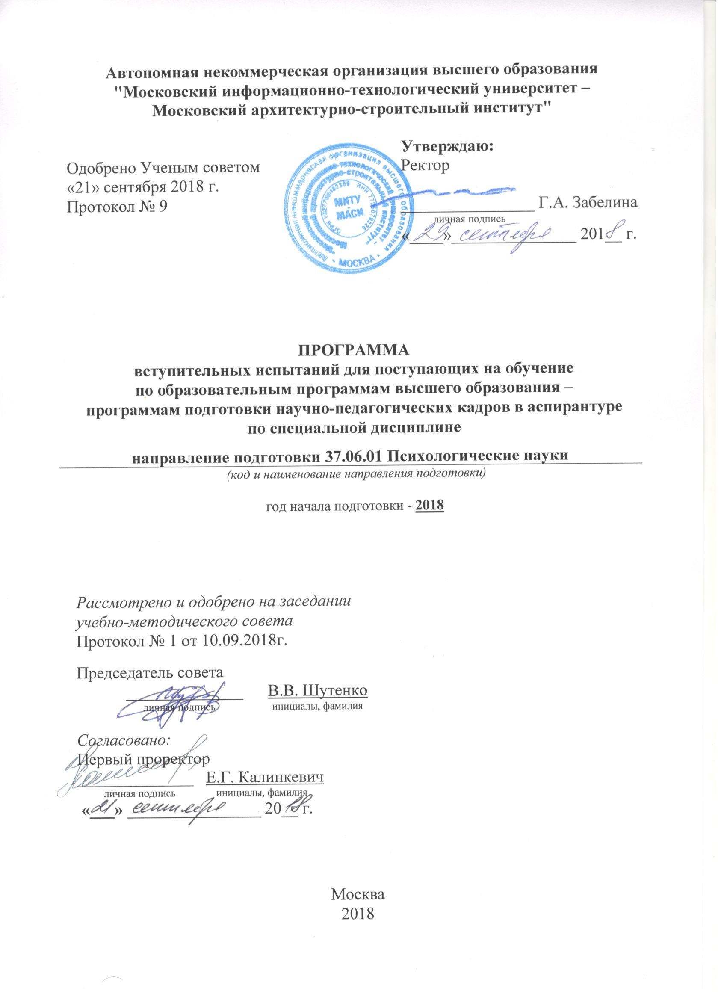 Автономная некоммерческая организация высшего образования
"Московский информационно-технологический университет –
Московский архитектурно-строительный институт"
Одобрено Ученым советом
«21» сентября 2018 г.
Протокол № 9
Утверждаю:
Ректор
Г.А. Забелина
личная подпись
«29» сентября 2018 г.
Автономная некоммерческая организация высшего образования
• МОСКВА •
"Московский информационно-технологический университет –
Московский архитектурно-строительный институт"
ИНН
ОГРН
МИТУ
-
МАСИ
ПРОГРАММА
вступительных испытаний для поступающих на обучение
по образовательным программам высшего образования –
программам подготовки научно-педагогических кадров в аспирантуре
по специальной дисциплине
направление подготовки 37.06.01 Психологические науки
(код и наименование направления подготовки)
год начала подготовки - 2018
Рассмотрено и одобрено на заседании
учебно-методического совета
Протокол № 1 от 10.09.2018г.
Председатель совета
В.В. Шутенко
личная подпись инициалы, фамилия
Согласовано:
Первый проректор
Е.Г. Калинкевич
личная подпись инициалы, фамилия
«21» сентября 2018 г.
Москва
2018